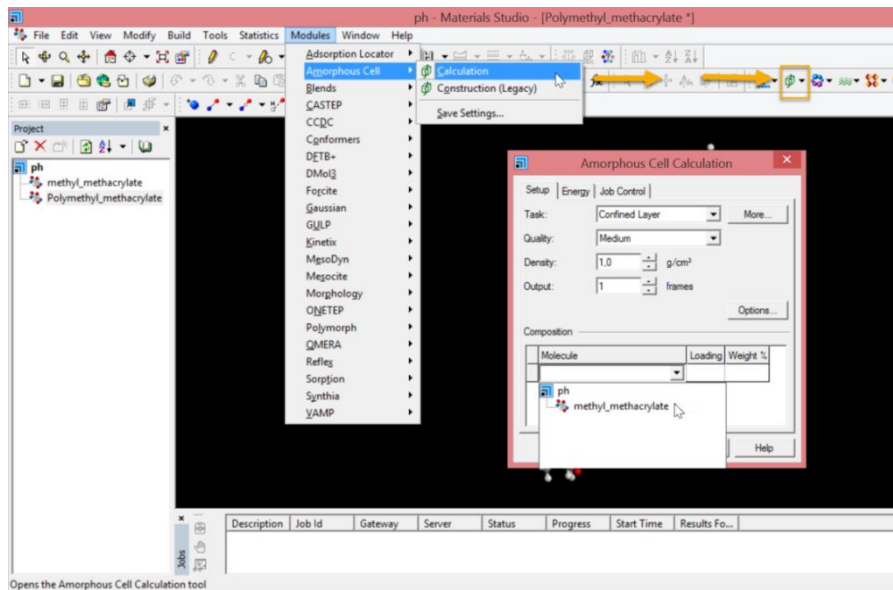 ph - Materials Studio - [Polymethyl_methacrylate *]
File Edit View Modify Build Tools Statistics Modules Window Help
Adsorption Locator
Amorphous Cell
Blends
CASTEP
CCDC
Conformers
DFTB+
DMol3
Forcite
Gaussian
GULP
Kinetix
MesoDyn
Mesocite
Morphology
ONETEP
Polymorph
QMERA
Reflex
Sorption
Synthia
VAMP
Calculation
Construction (Legacy)
Save Settings...
Project
ph
methyl_methacrylate
Polymethyl_methacrylate
Amorphous Cell Calculation
Setup Energy Job Control
Task: Confined Layer More...
Quality: Medium
Density: 1,0 g/cm³
Output: 1 frames
Options...
Composition
Molecule Loading Weight %
ph
methyl_methacrylate
Help
Jobs
Description Job Id Gateway Server Status Progress Start Time Results Fo...
Opens the Amorphous Cell Calculation tool